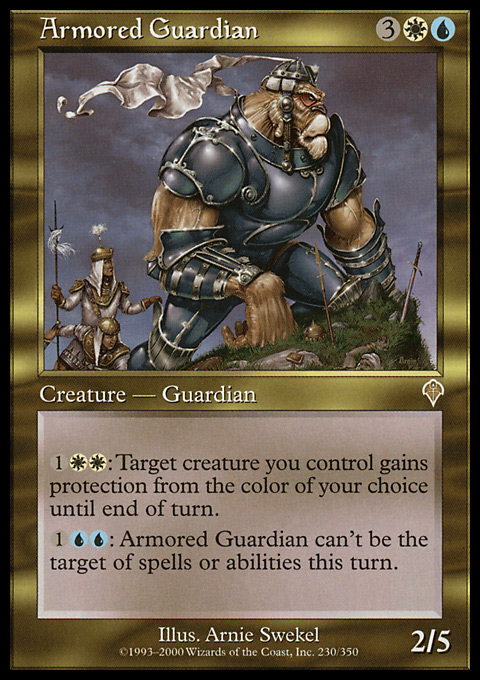 Armored Guardian 3
Creature — Guardian
1 : Target creature you control gains
protection from the color of your choice
until end of turn.
1 : Armored Guardian can't be the
target of spells or abilities this turn.
Illus. Arnie Swekel
©1993–2000 Wizards of the Coast, Inc. 230/350
2/5